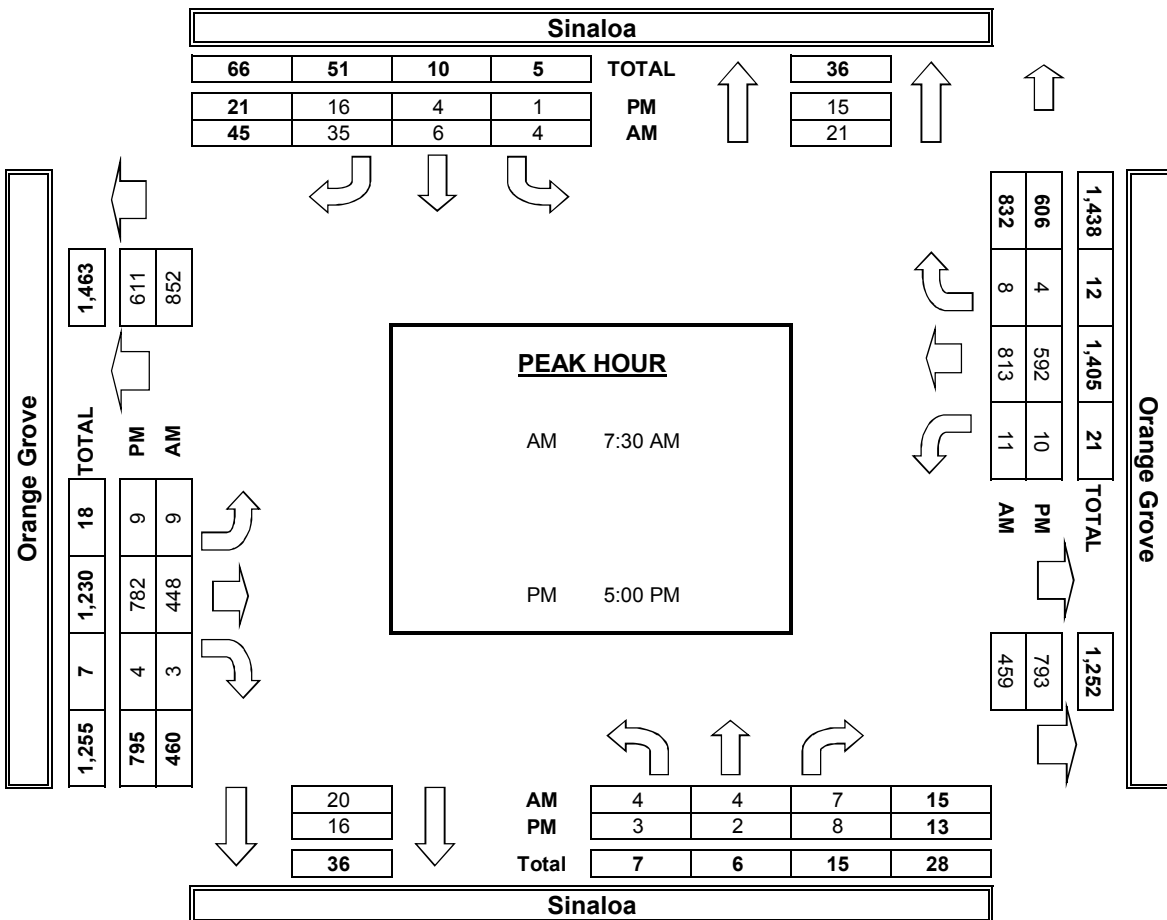 Sinaloa
66 51 10 5 TOTAL 36
21 16 4 1 PM 15
45 35 6 4 AM 21
Orange Grove
1,463
611
852
TOTAL
PM
AM
18 1,230 7 1,255
9 782 4 795
9 448 3 460
PEAK HOUR
AM 7:30 AM
PM 5:00 PM
1,438 12 1,405 21 TOTAL
606 4 592 10 PM
832 8 813 11 AM
1,252
793
459
Orange Grove
20 AM 4 4 7 15
16 PM 3 2 8 13
36 Total 7 6 15 28
Sinaloa